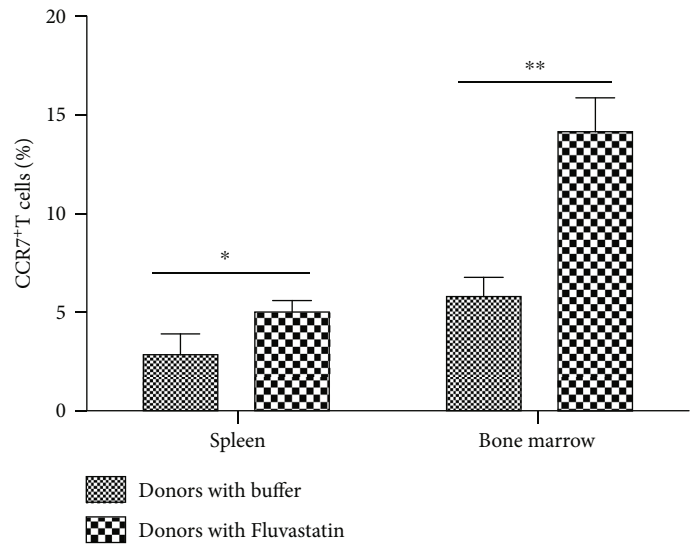 20
15
10
5
0
CCR7⁺T cells (%)
*
**
Spleen
Bone marrow
Donors with buffer
Donors with Fluvastatin